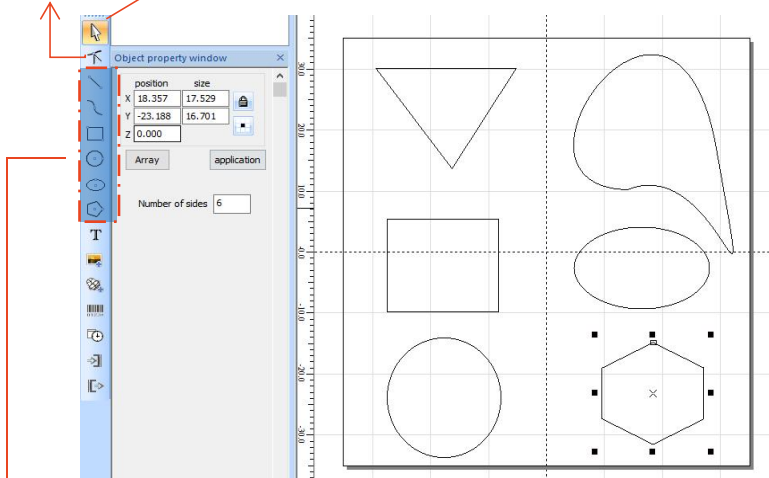 Object property window
position size
X 18.357 17.529
Y -23.188 16.701
Z 0.000
Array application
Number of sides 6
T
30.0
20.0
10.0
0.0
-10.0
-20.0
-30.0